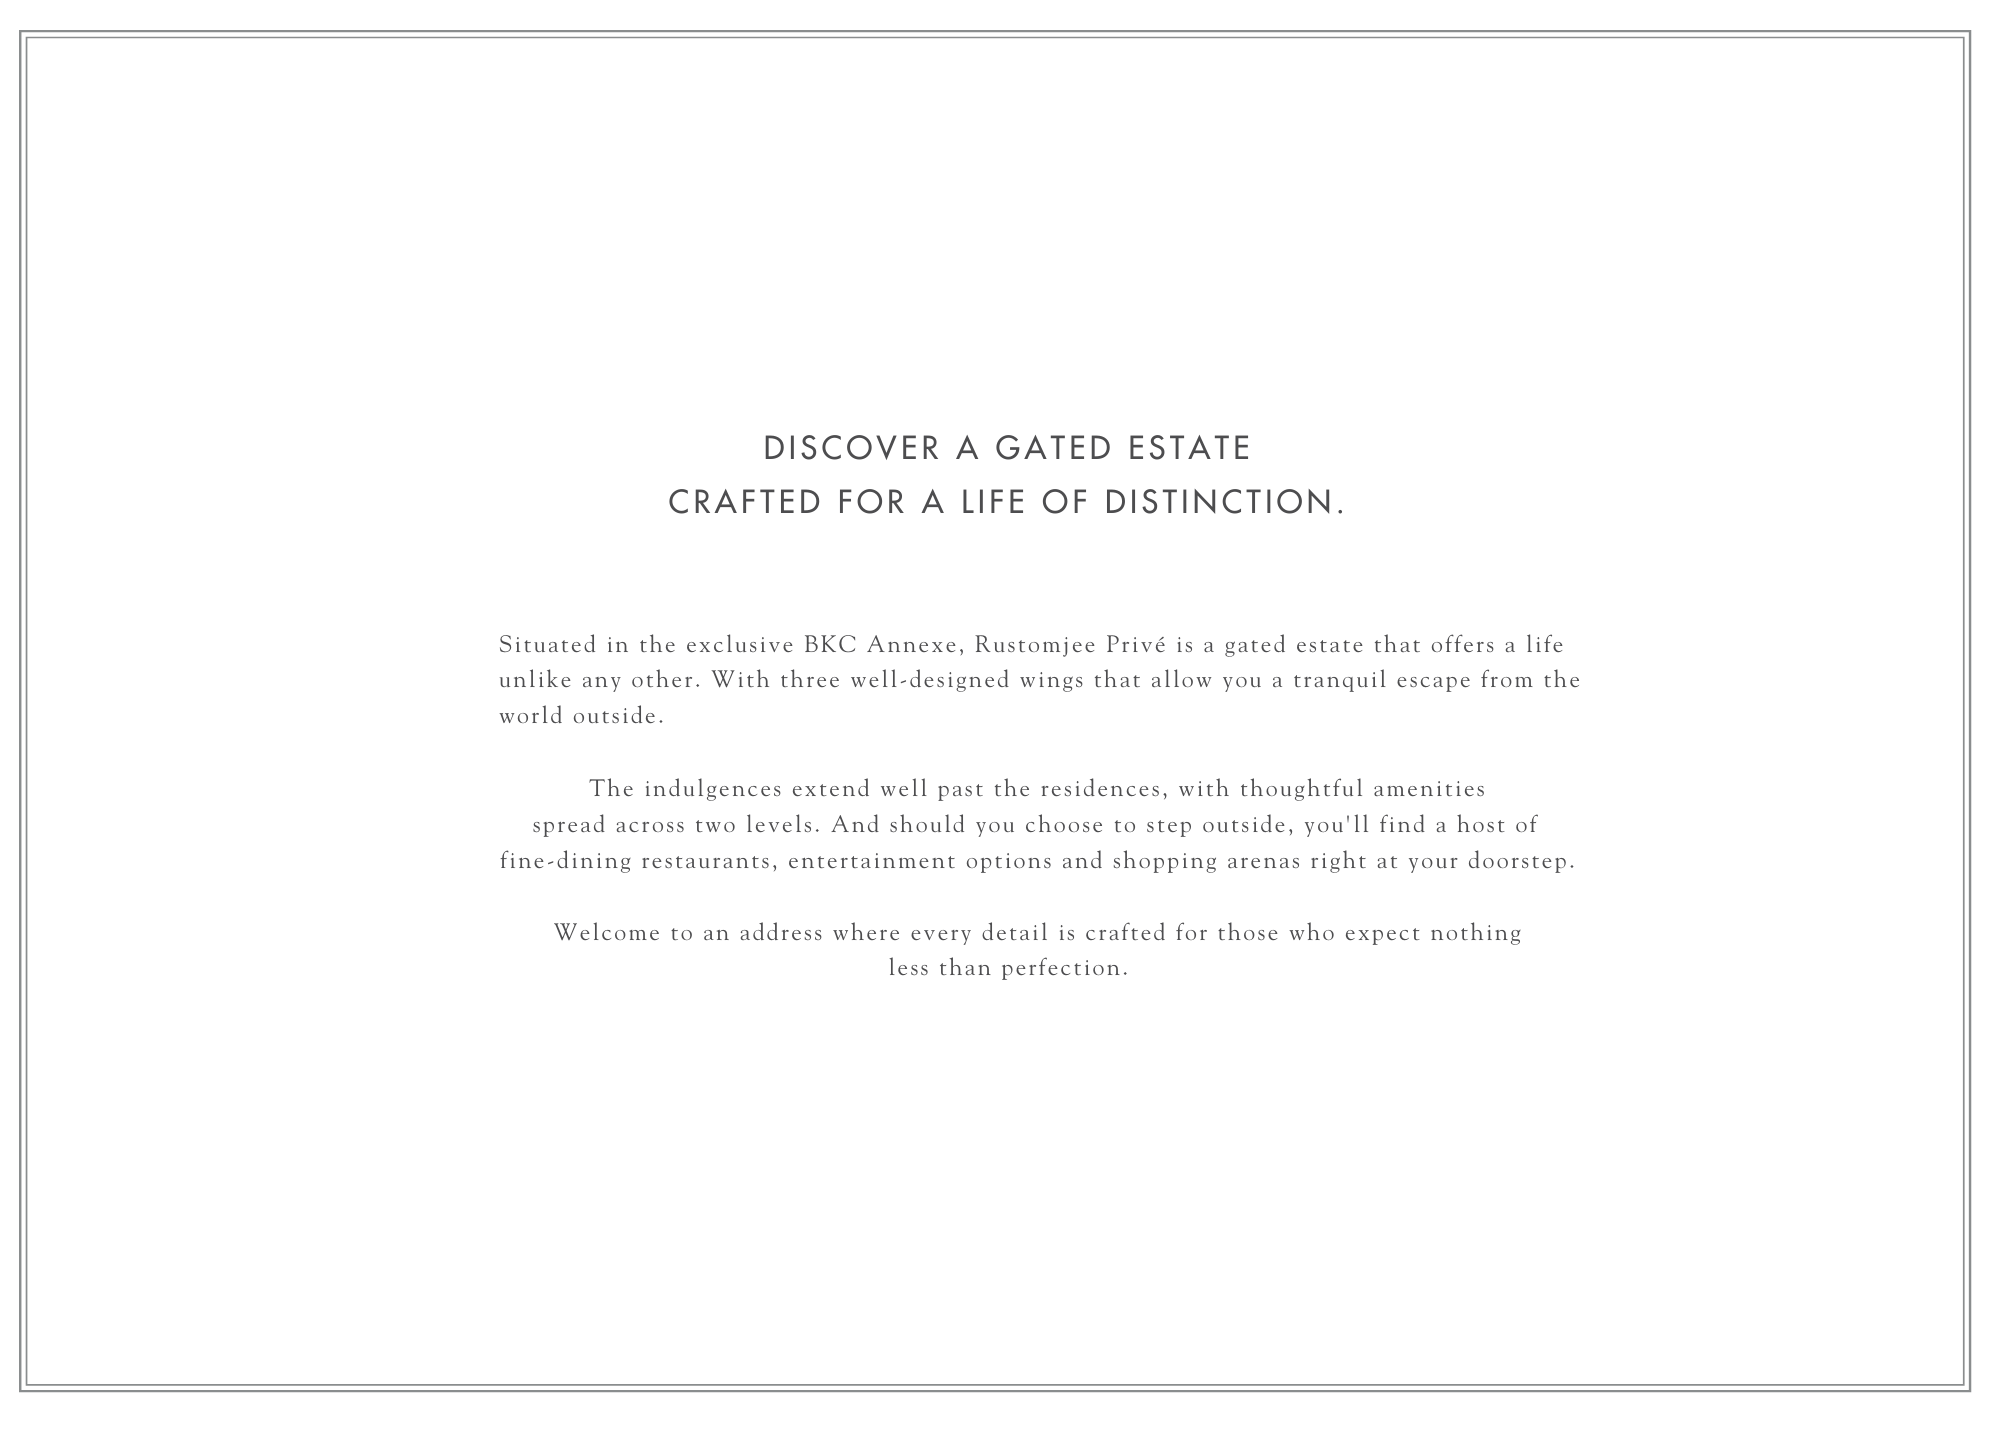 DISCOVER A GATED ESTATE
CRAFTED FOR A LIFE OF DISTINCTION.
Situated in the exclusive BKC Annexe, Rustomjee Privé is a gated estate that offers a life
unlike any other. With three well-designed wings that allow you a tranquil escape from the
world outside.
The indulgences extend well past the residences, with thoughtful amenities
spread across two levels. And should you choose to step outside, you'll find a host of
fine-dining restaurants, entertainment options and shopping arenas right at your doorstep.
Welcome to an address where every detail is crafted for those who expect nothing
less than perfection.